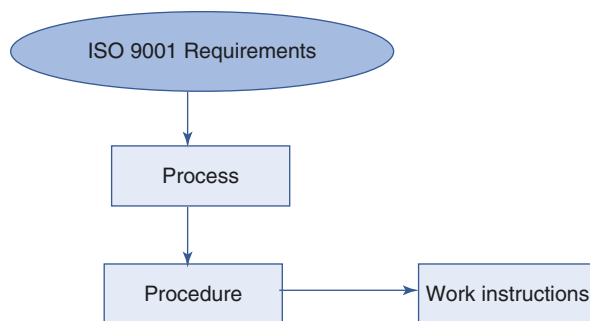 ISO 9001 Requirements
Process
Procedure
Work instructions